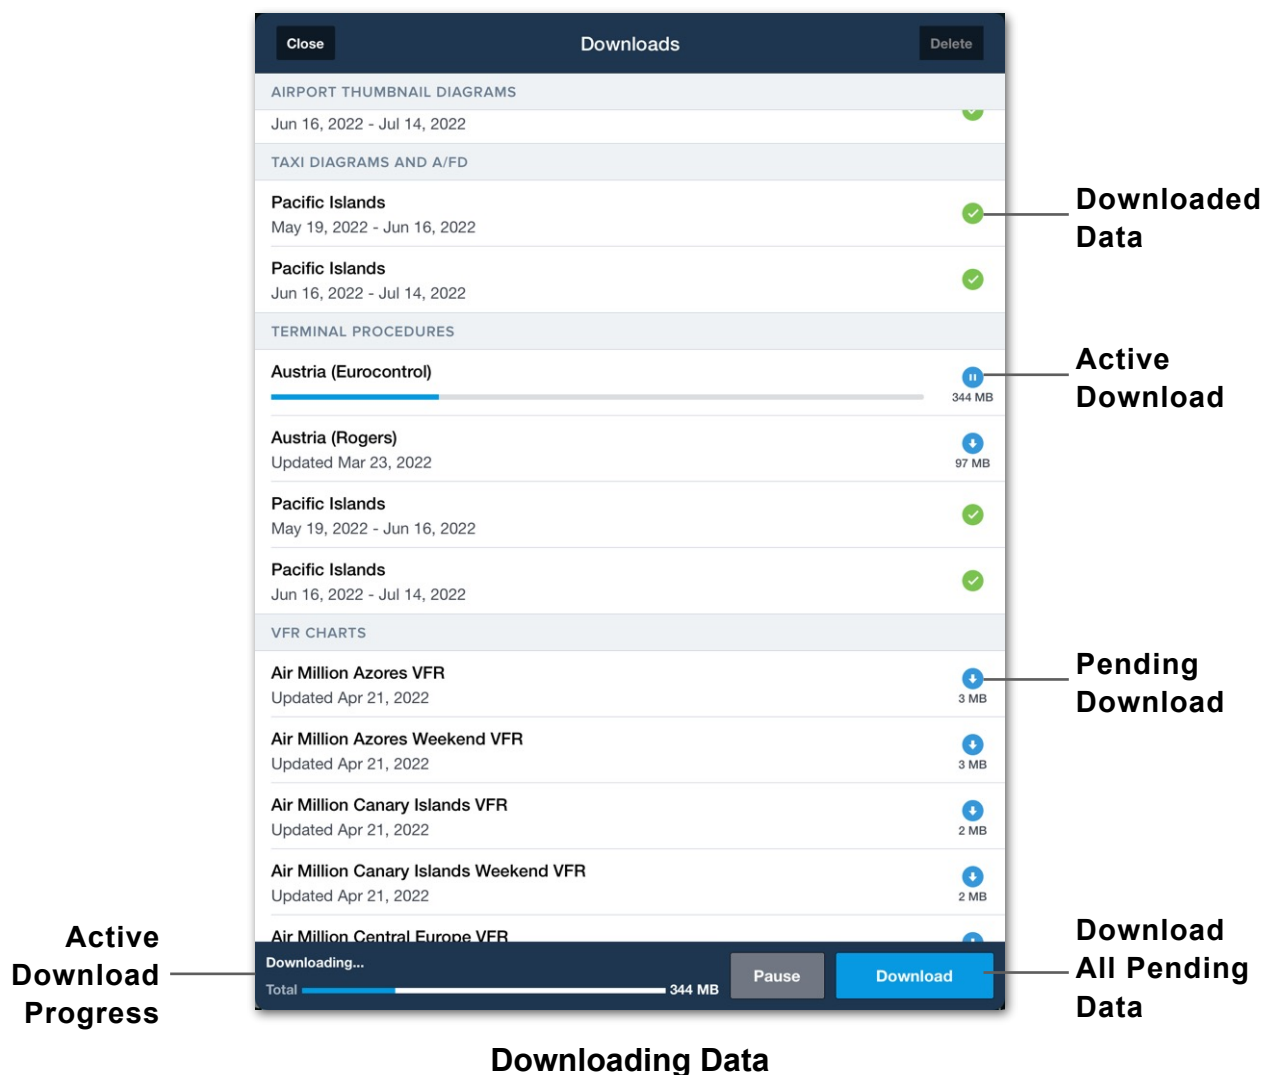 Close
Downloads
Delete
AIRPORT THUMBNAIL DIAGRAMS
Jun 16, 2022 - Jul 14, 2022
TAXI DIAGRAMS AND A/FD
Pacific Islands
May 19, 2022 - Jun 16, 2022
Downloaded
Data
Pacific Islands
Jun 16, 2022 - Jul 14, 2022
TERMINAL PROCEDURES
Austria (Eurocontrol)
344 MB
Active
Download
Austria (Rogers)
Updated Mar 23, 2022
97 MB
Pacific Islands
May 19, 2022 - Jun 16, 2022
Pacific Islands
Jun 16, 2022 - Jul 14, 2022
VFR CHARTS
Air Million Azores VFR
Updated Apr 21, 2022
3 MB
Pending
Download
Air Million Azores Weekend VFR
Updated Apr 21, 2022
3 MB
Air Million Canary Islands VFR
Updated Apr 21, 2022
2 MB
Air Million Canary Islands Weekend VFR
Updated Apr 21, 2022
2 MB
Air Million Central Europe VFR
Active
Download
Progress
Downloading...
Total
344 MB
Pause
Download
Download
All Pending
Data
Downloading Data